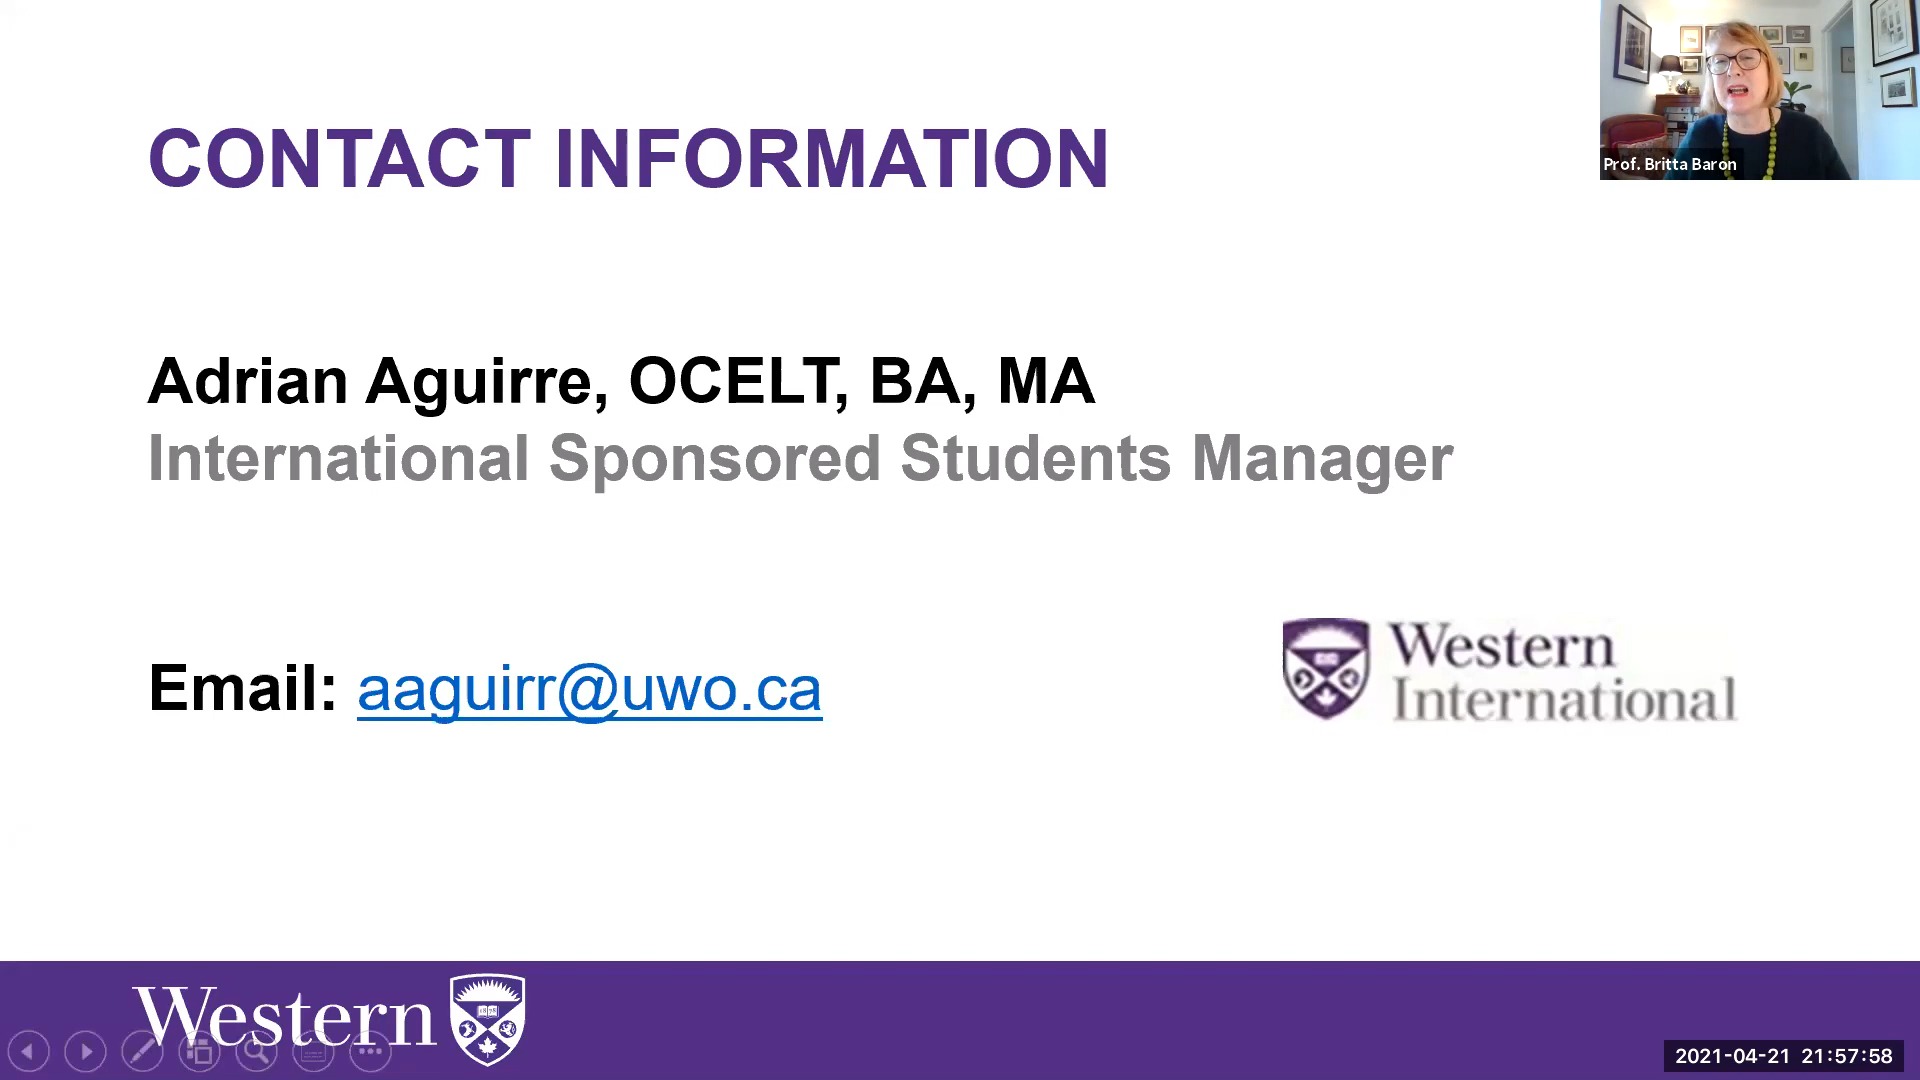 CONTACT INFORMATION
Prof. Britta Baron
Adrian Aguirre, OCELT, BA, MA
International Sponsored Students Manager
Email: aaguirr@uwo.ca
Western
International
Western
2021-04-21 21:57:58